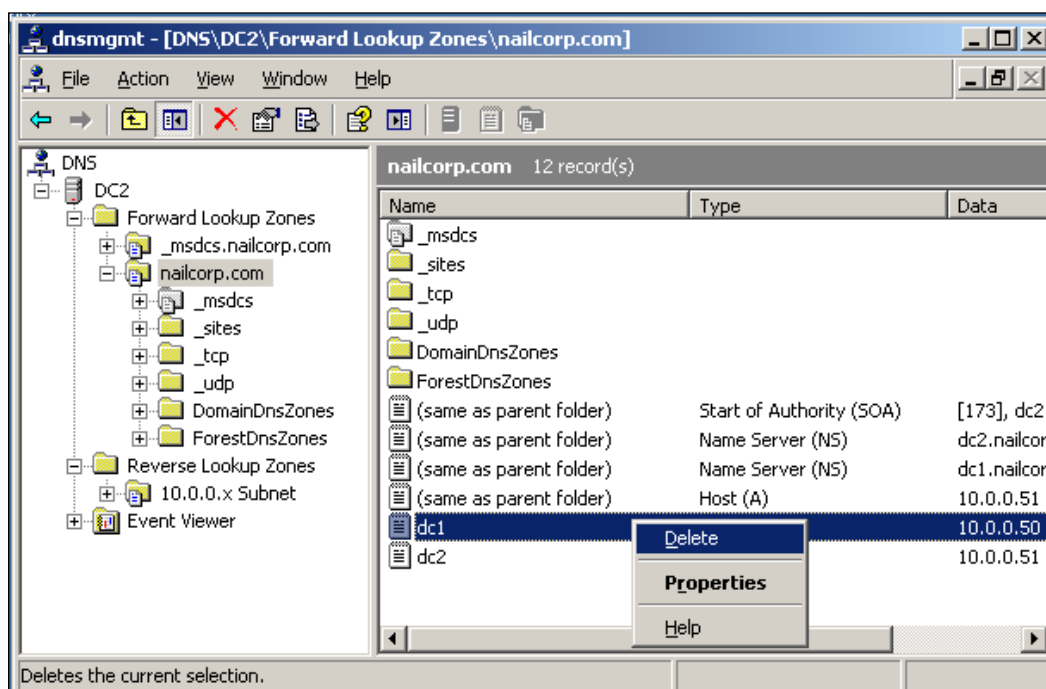 dnsmgmt - [DNS\DC2\Forward Lookup Zones\nailcorp.com]
File Action View Window Help
DNS
DC2
Forward Lookup Zones
_msdcs.nailcorp.com
nailcorp.com
_msdcs
_sites
_tcp
_udp
DomainDnsZones
ForestDnsZones
Reverse Lookup Zones
10.0.0.x Subnet
Event Viewer
nailcorp.com 12 record(s)
Name Type Data
_msdcs
_sites
_tcp
_udp
DomainDnsZones
ForestDnsZones
(same as parent folder) Start of Authority (SOA) [173], dc2
(same as parent folder) Name Server (NS) dc2.nailcor
(same as parent folder) Name Server (NS) dc1.nailcor
(same as parent folder) Host (A) 10.0.0.51
dc1 10.0.0.50
dc2 10.0.0.51
Delete
Properties
Help
Deletes the current selection.